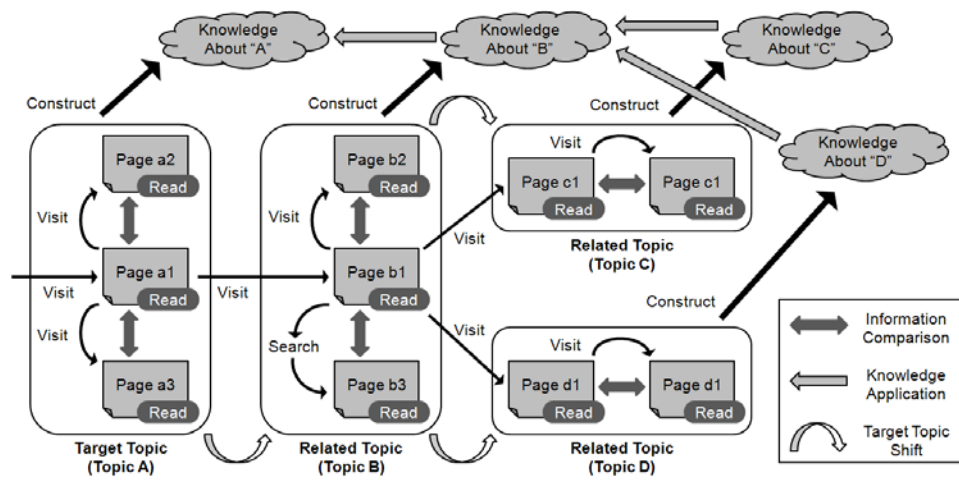 Knowledge
About "A"
Knowledge
About "B"
Knowledge
About "C"
Construct
Construct
Construct
Knowledge
About "D"
Page a2
Read
Visit
Page a1
Read
Visit
Visit
Page a3
Read
Target Topic
(Topic A)
Visit
Page b2
Read
Visit
Page b1
Read
Search
Page b3
Read
Related Topic
(Topic B)
Visit
Visit
Visit
Page c1
Read
Page c1
Read
Related Topic
(Topic C)
Construct
Visit
Page d1
Read
Page d1
Read
Related Topic
(Topic D)
Information
Comparison
Knowledge
Application
Target Topic
Shift